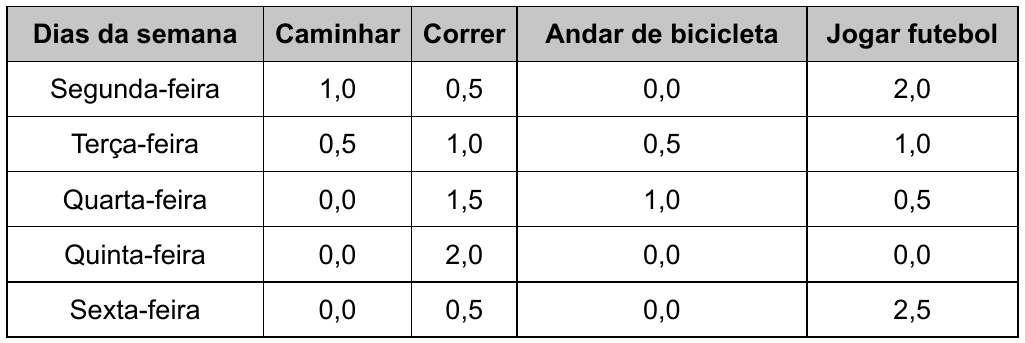 Dias da semana Caminhar Correr Andar de bicicleta Jogar futebol
Segunda-feira 1,0 0,5 0,0 2,0
Terça-feira 0,5 1,0 0,5 1,0
Quarta-feira 0,0 1,5 1,0 0,5
Quinta-feira 0,0 2,0 0,0 0,0
Sexta-feira 0,0 0,5 0,0 2,5